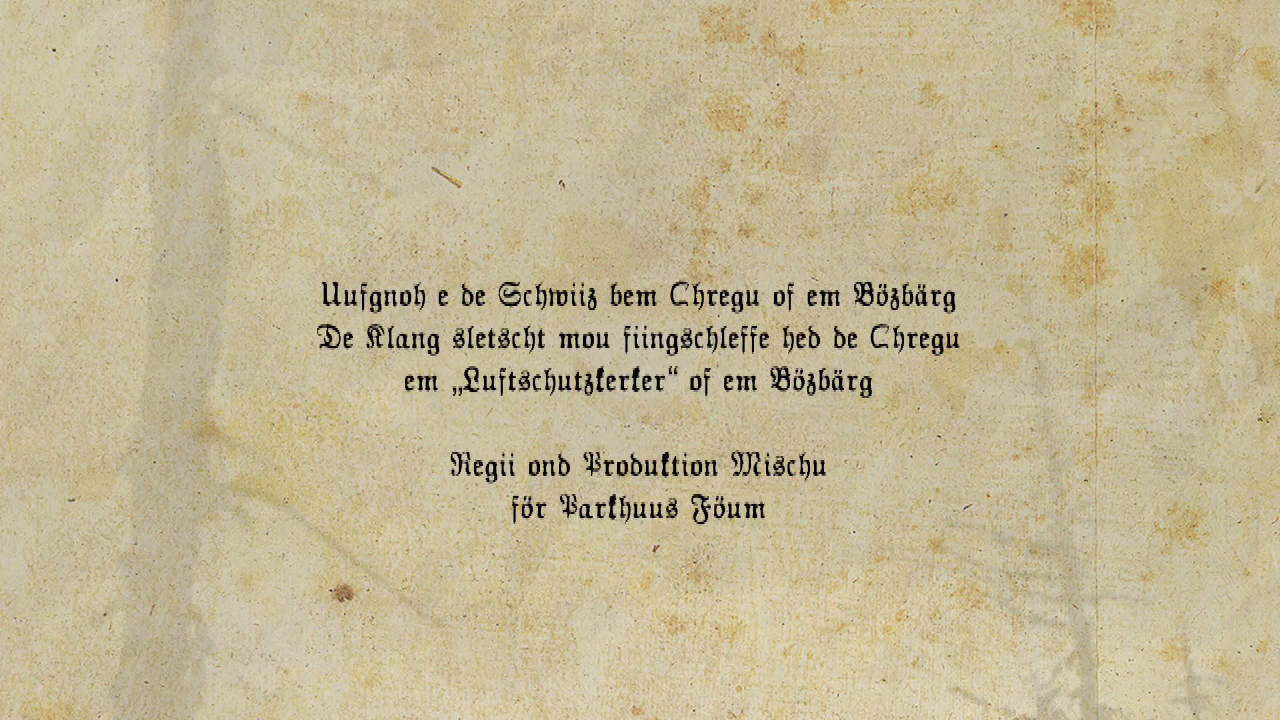 Uufgnoh e de Schwiiz bem Chregu of em Bözbärg
De Klang sletscht mou fiingschleffe hed de Chregu
em „Luftschutzkerker“ of em Bözbärg
Regii ond Produktion Mischu
för Parkhuus Föum